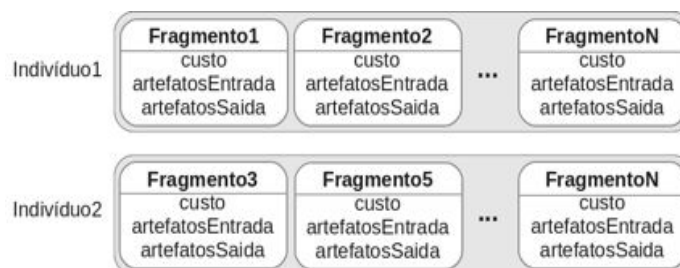 Fragmento1 Fragmento2 FragmentoN
custo custo custo
Indivíduo1 artefatosEntrada artefatosEntrada ... artefatosEntrada
artefatosSaida artefatosSaida artefatosSaida
Fragmento3 Fragmento5 FragmentoN
custo custo custo
Indivíduo2 artefatosEntrada artefatosEntrada ... artefatosEntrada
artefatosSaida artefatosSaida artefatosSaida